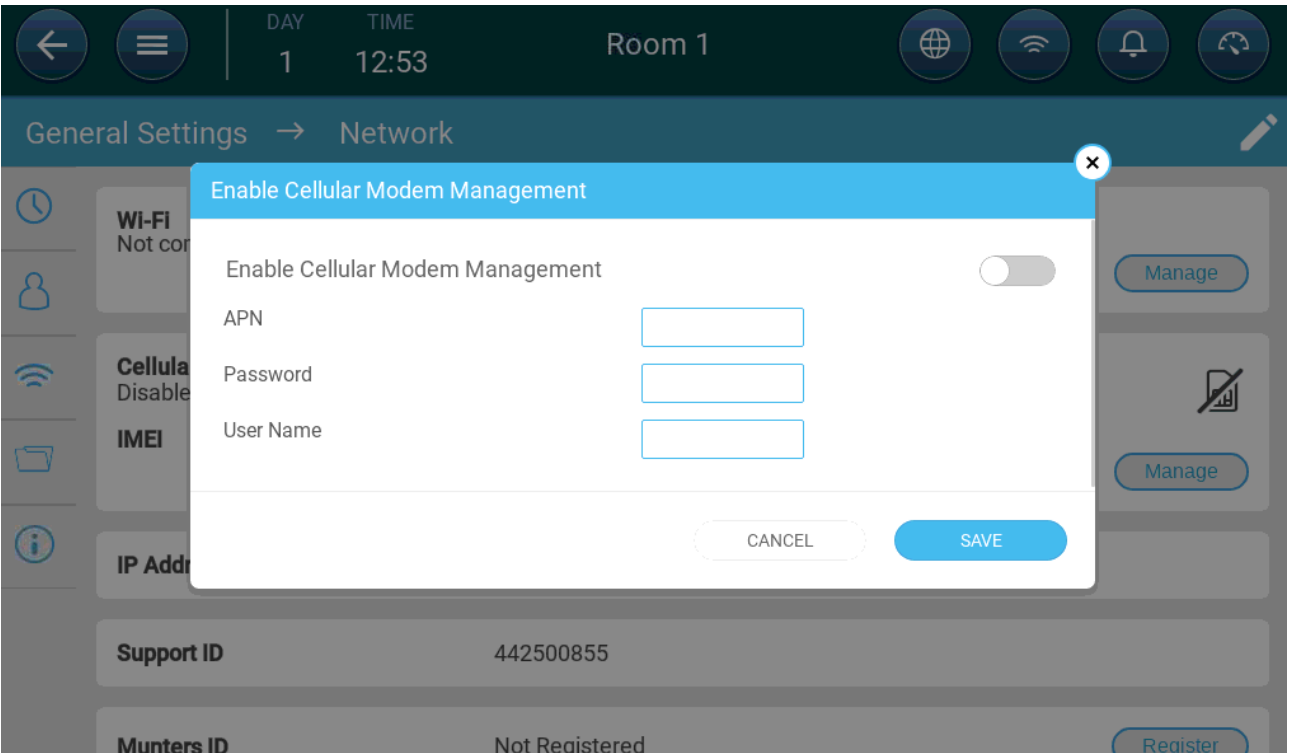 DAY TIME
1 12:53 Room 1
General Settings → Network
Enable Cellular Modem Management
Wi-Fi
Not con
Enable Cellular Modem Management
Manage
APN
Cellula
Disable
Password
IMEI
User Name
Manage
CANCEL SAVE
IP Addr
Support ID 442500855
Munters ID Not Registered Register